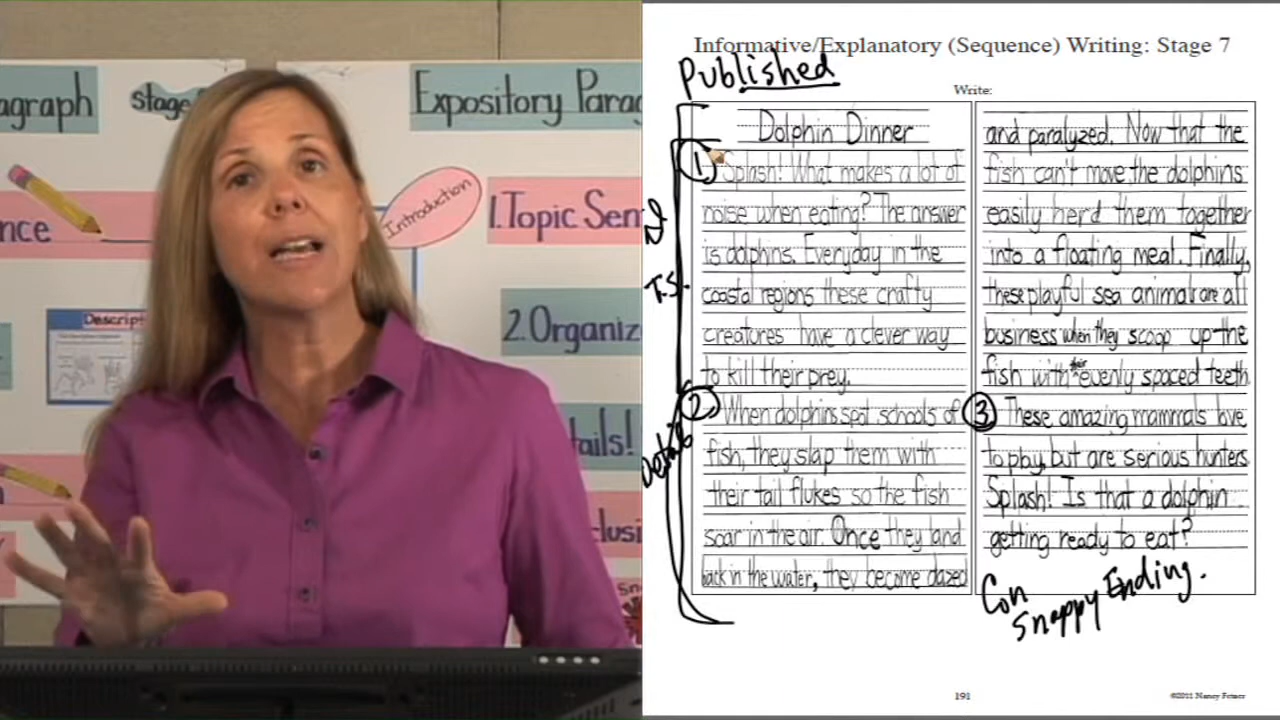 agraph
stage
Expository Parag
nce
Introduction
1.Topic Sen
Descript
2.Organiz
tails!
clusi
Sn
Informative/Explanatory (Sequence) Writing: Stage 7
Published
Write:
Dolphin Dinner
1 Splash! What makes a lot of
noise when eating? The answer
is dolphins. Everyday in the
T.S.
coastal regions these crafty
creatures have a clever way
to kill their prey.
2 When dolphins spot schools of
Details
fish, they slap them with
their tail flukes so the fish
soar in the air. Once they land
back in the water, they become dazed
and paralyzed. Now that the
fish can't move, the dolphins
easily herd them together
into a floating meal. Finally,
these playful sea animals are all
business when they scoop up the
fish with their evenly spaced teeth.
3 These amazing mammals love
to play, but are serious hunters.
Splash! Is that a dolphin
getting ready to eat?
Con
Snappy Ending.
191
©2011 Nancy Fetzer